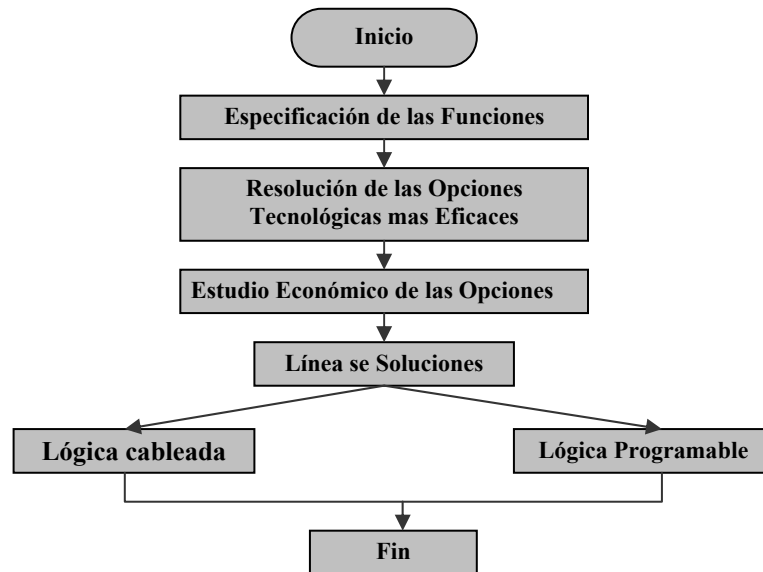 Inicio
Especificación de las Funciones
Resolución de las Opciones
Tecnológicas mas Eficaces
Estudio Económico de las Opciones
Línea se Soluciones
Lógica cableada
Lógica Programable
Fin